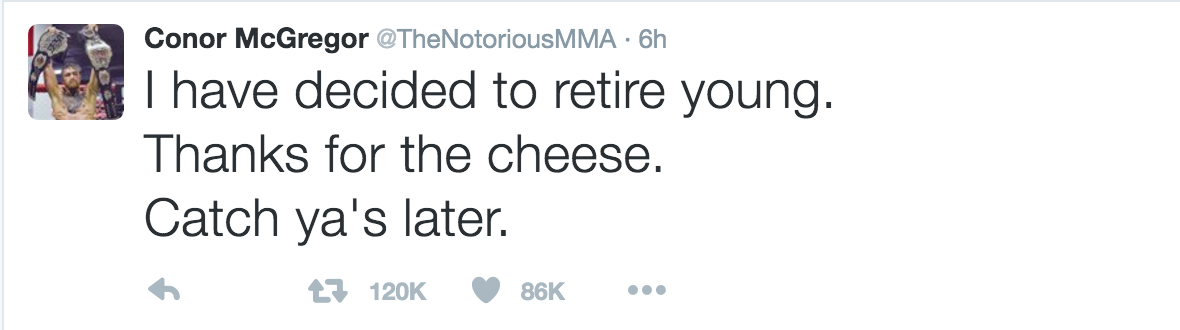 Conor McGregor @TheNotoriousMMA · 6h
I have decided to retire young.
Thanks for the cheese.
Catch ya's later.
120K 86K